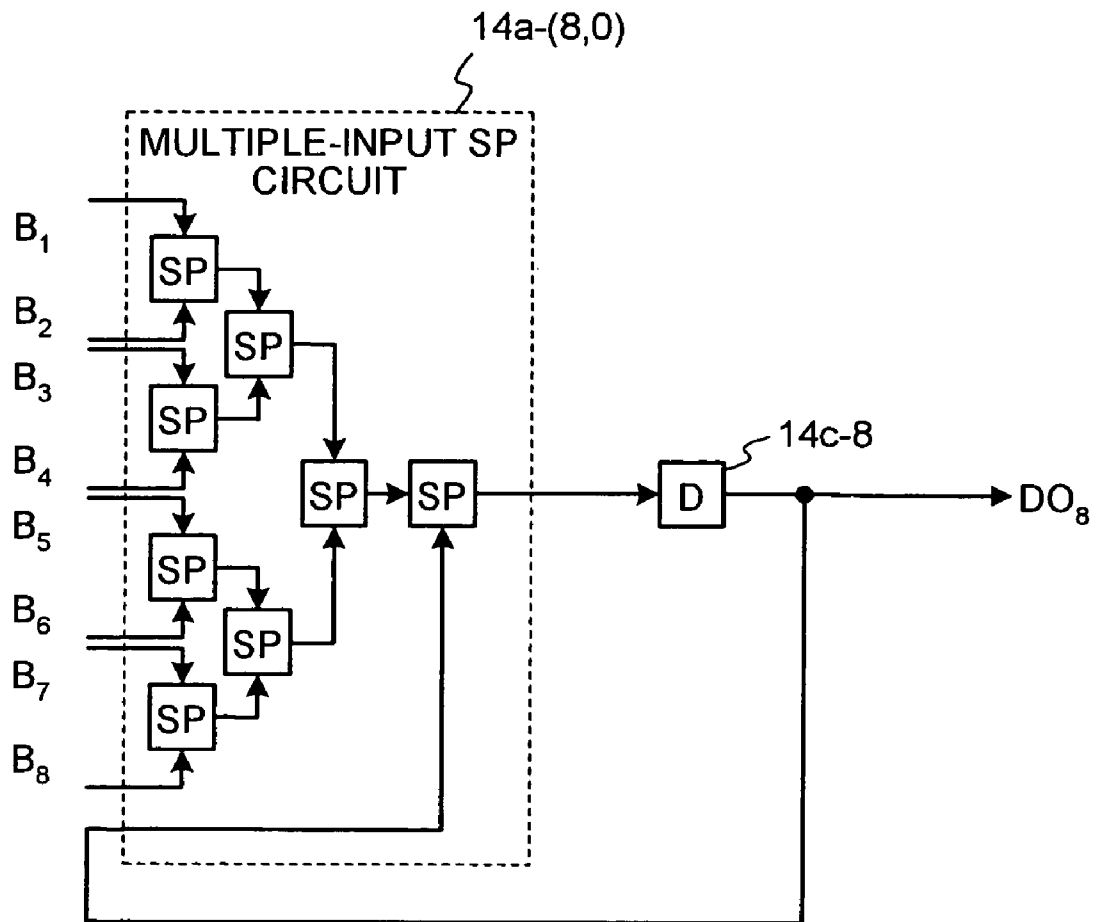 14a-(8,0)
MULTIPLE-INPUT SP
CIRCUIT
B1
SP
B2
SP
B3
SP
B4
14c-8
SP
SP
D
DO8
B5
SP
B6
SP
B7
SP
B8